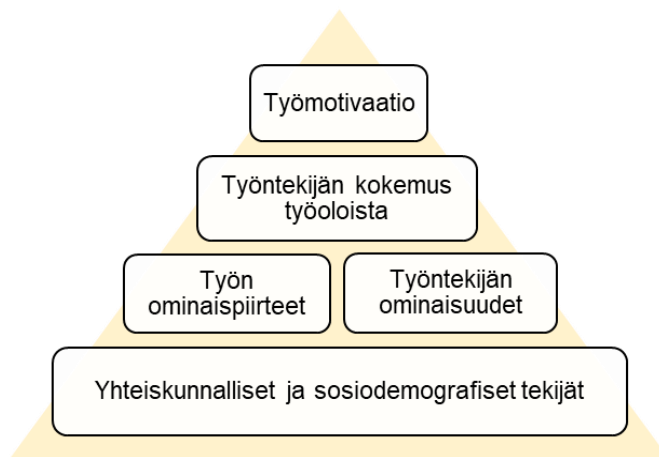 Työmotivaatio
Työntekijän kokemus
työoloista
Työn
ominaispiirteet
Työntekijän
ominaisuudet
Yhteiskunnalliset ja sosiodemografiset tekijät